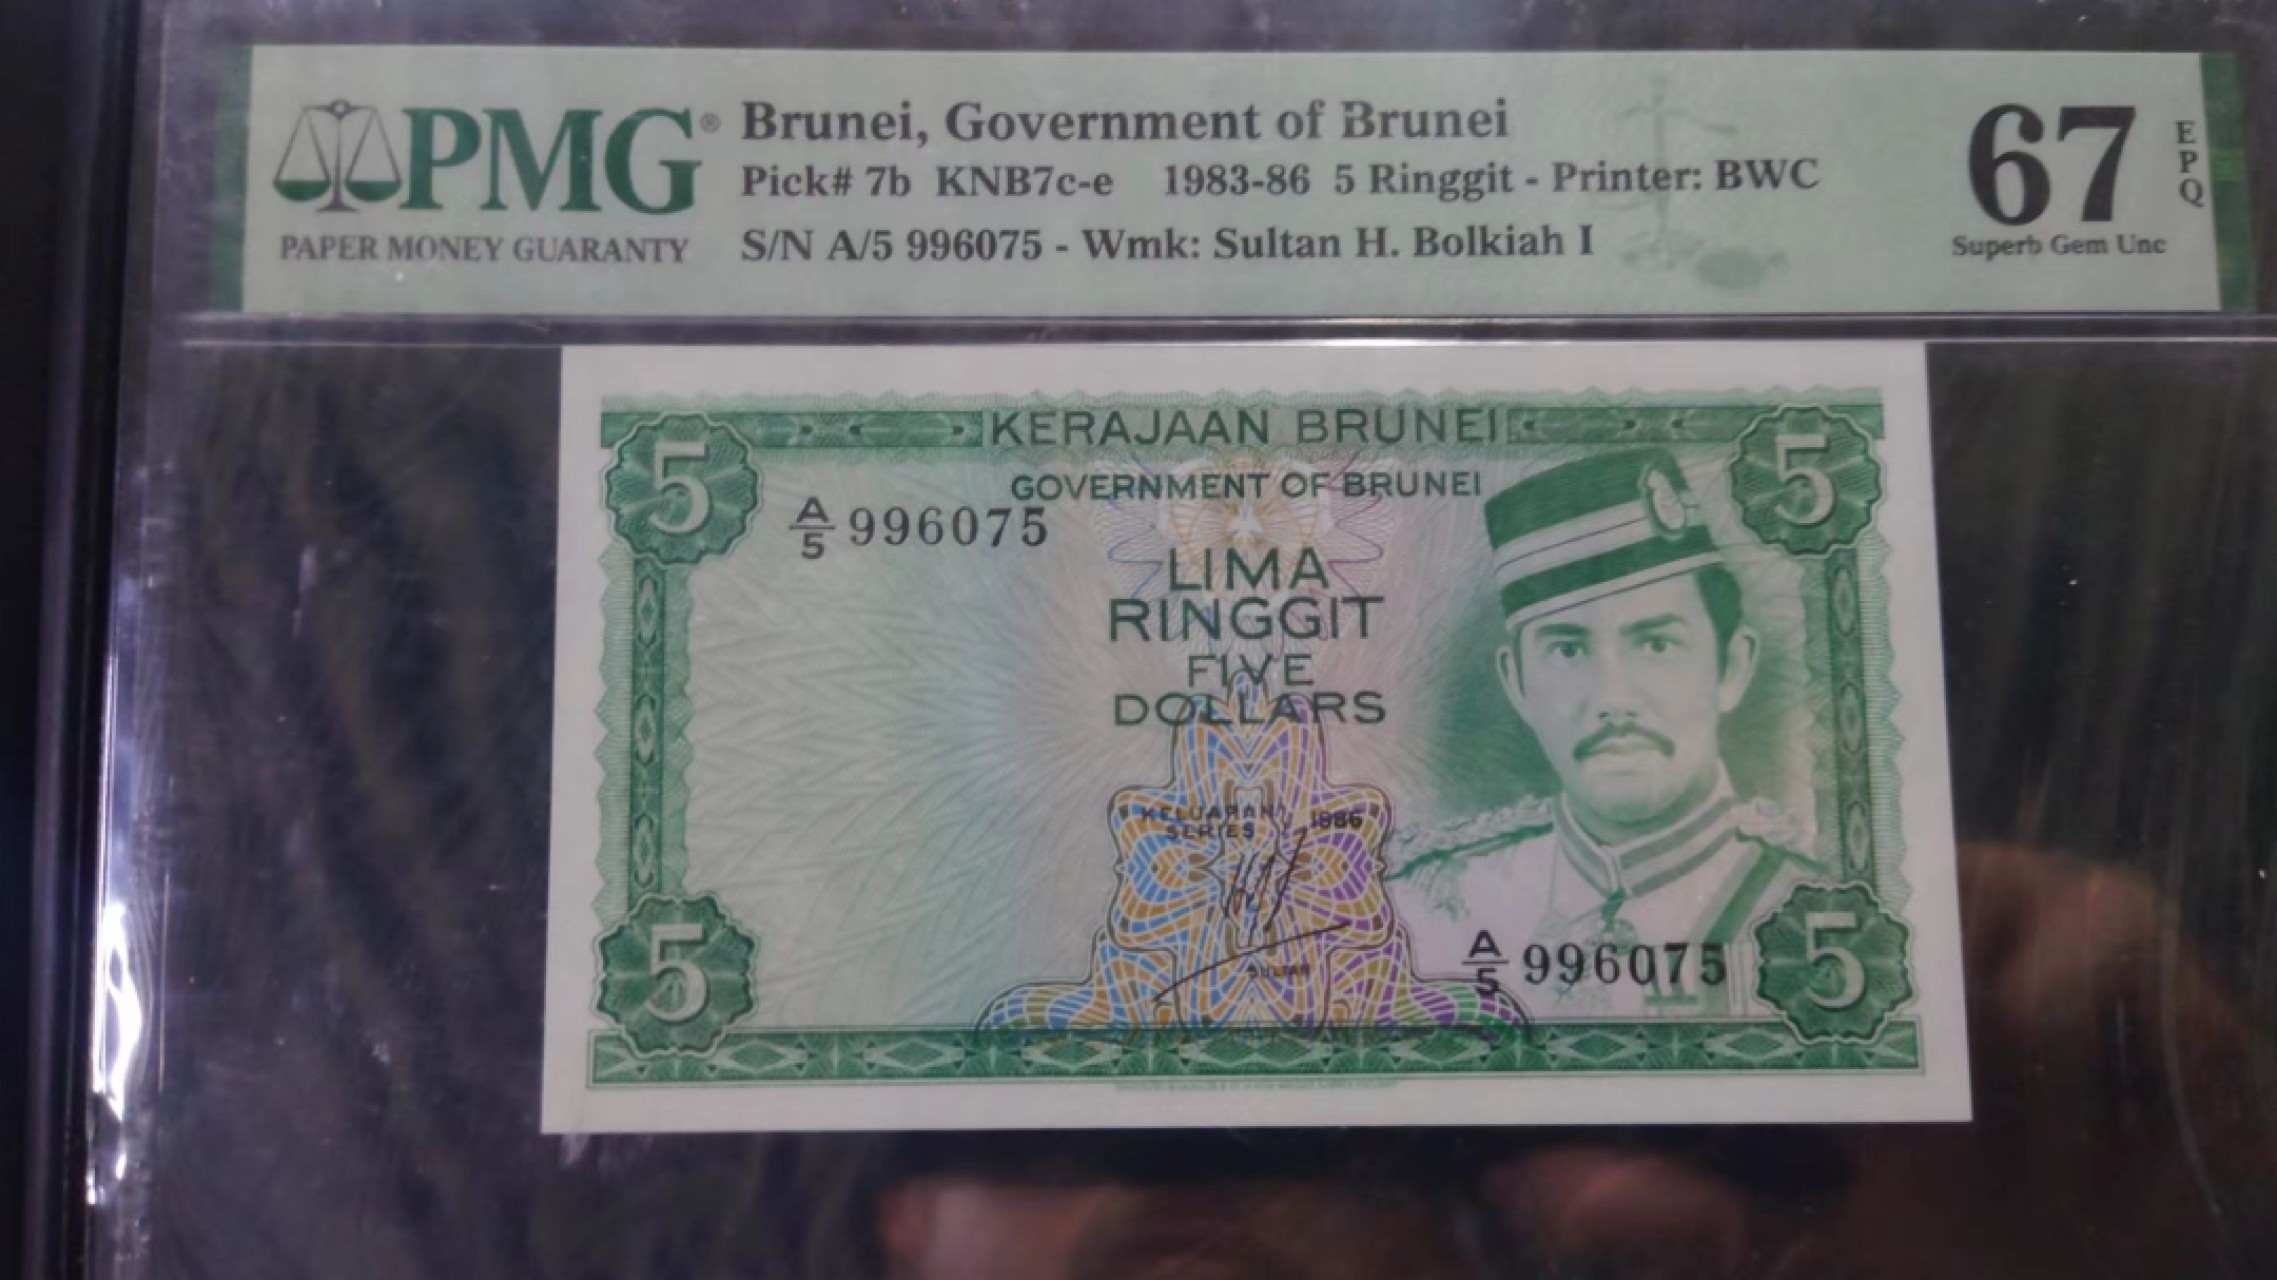 PMG®
PAPER MONEY GUARANTY
Brunei, Government of Brunei
Pick# 7b KNB7c-e 1983-86 5 Ringgit - Printer: BWC
S/N A/5 996075 - Wmk: Sultan H. Bolkiah I
67
EPQ
Superb Gem Unc
5
KERAJAAN BRUNEI
5
GOVERNMENT OF BRUNEI
A/5 996075
LIMA
RINGGIT
FIVE
DOLLARS
KELUARAN
SERIES 1986
SULTAN
A/5 996075
5
5